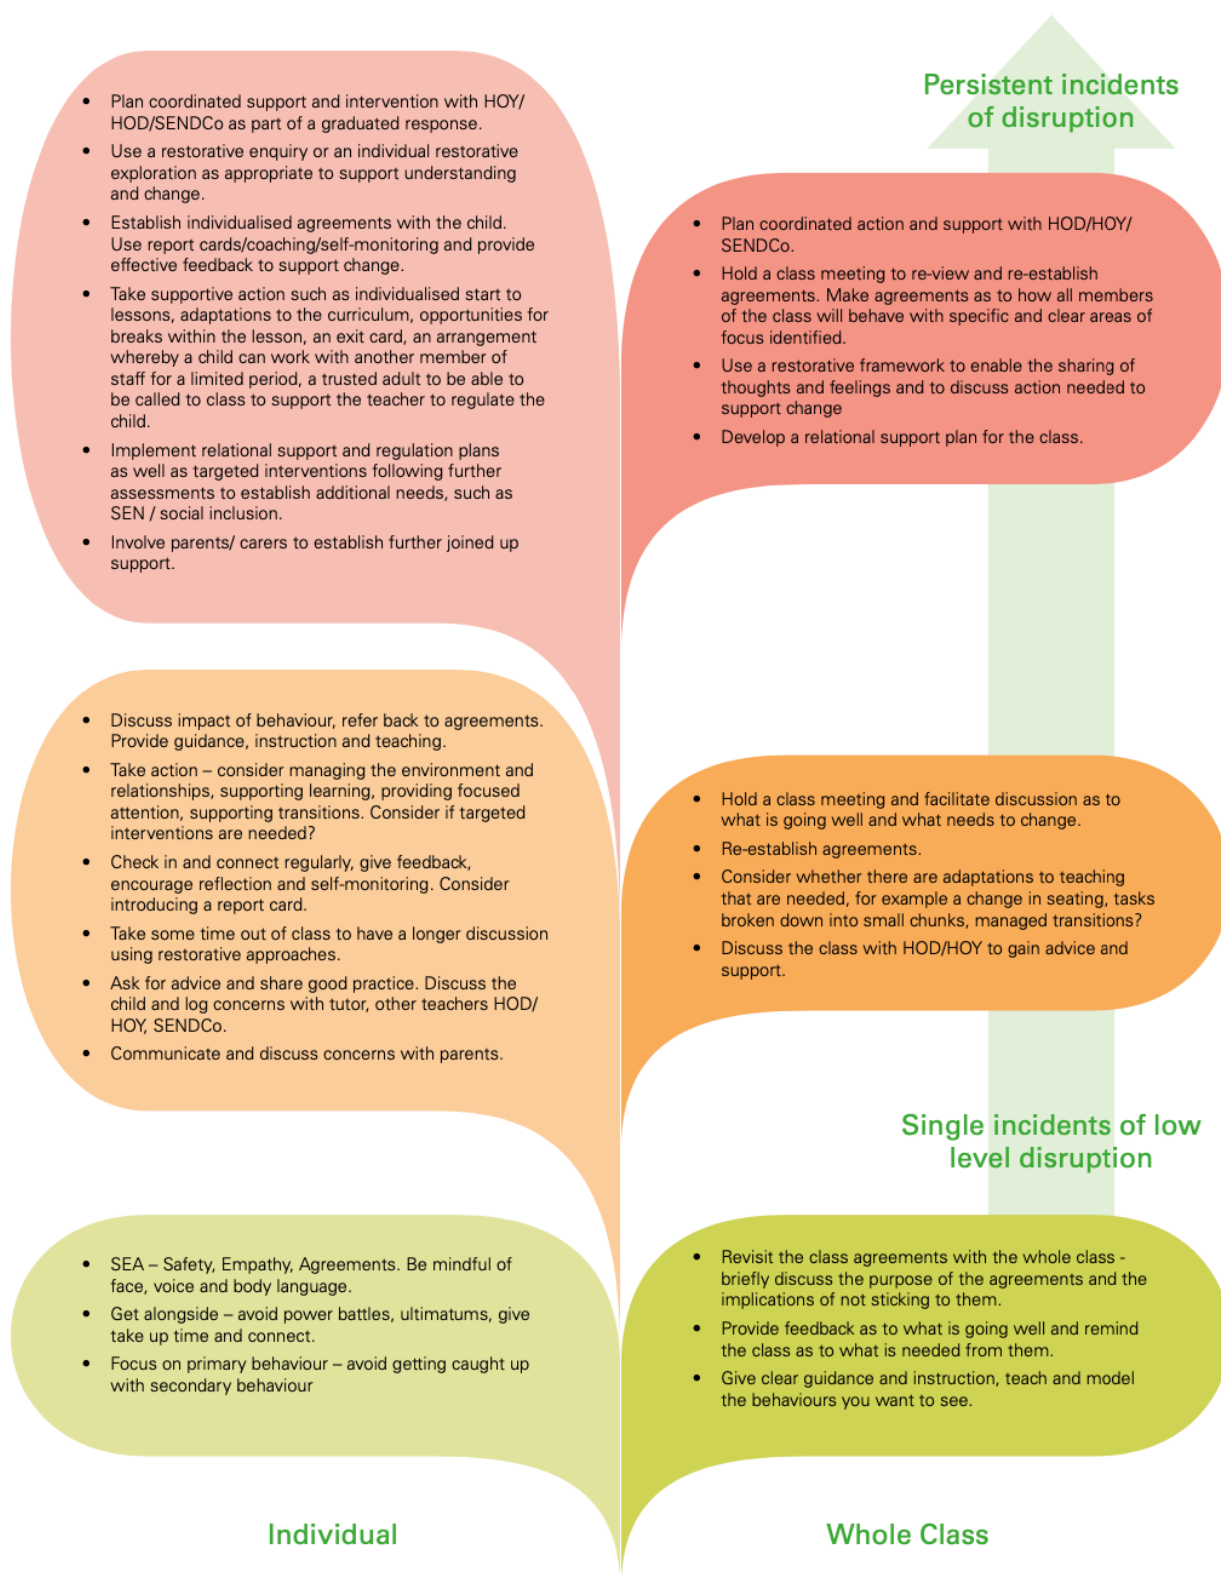 Persistent incidents
of disruption
• Plan coordinated support and intervention with HOY/
HOD/SENDCo as part of a graduated response.
• Use a restorative enquiry or an individual restorative
exploration as appropriate to support understanding
and change.
• Establish individualised agreements with the child.
Use report cards/coaching/self-monitoring and provide
effective feedback to support change.
• Take supportive action such as individualised start to
lessons, adaptations to the curriculum, opportunities for
breaks within the lesson, an exit card, an arrangement
whereby a child can work with another member of
staff for a limited period, a trusted adult to be able to
be called to class to support the teacher to regulate the
child.
• Implement relational support and regulation plans
as well as targeted interventions following further
assessments to establish additional needs, such as
SEN / social inclusion.
• Involve parents/ carers to establish further joined up
support.
• Plan coordinated action and support with HOD/HOY/
SENDCo.
• Hold a class meeting to re-view and re-establish
agreements. Make agreements as to how all members
of the class will behave with specific and clear areas of
focus identified.
• Use a restorative framework to enable the sharing of
thoughts and feelings and to discuss action needed to
support change
• Develop a relational support plan for the class.
• Discuss impact of behaviour, refer back to agreements.
Provide guidance, instruction and teaching.
• Take action – consider managing the environment and
relationships, supporting learning, providing focused
attention, supporting transitions. Consider if targeted
interventions are needed?
• Check in and connect regularly, give feedback,
encourage reflection and self-monitoring. Consider
introducing a report card.
• Take some time out of class to have a longer discussion
using restorative approaches.
• Ask for advice and share good practice. Discuss the
child and log concerns with tutor, other teachers HOD/
HOY, SENDCo.
• Communicate and discuss concerns with parents.
• Hold a class meeting and facilitate discussion as to
what is going well and what needs to change.
• Re-establish agreements.
• Consider whether there are adaptations to teaching
that are needed, for example a change in seating, tasks
broken down into small chunks, managed transitions?
• Discuss the class with HOD/HOY to gain advice and
support.
Single incidents of low
level disruption
• SEA – Safety, Empathy, Agreements. Be mindful of
face, voice and body language.
• Get alongside – avoid power battles, ultimatums, give
take up time and connect.
• Focus on primary behaviour – avoid getting caught up
with secondary behaviour
• Revisit the class agreements with the whole class -
briefly discuss the purpose of the agreements and the
implications of not sticking to them.
• Provide feedback as to what is going well and remind
the class as to what is needed from them.
• Give clear guidance and instruction, teach and model
the behaviours you want to see.
Individual
Whole Class